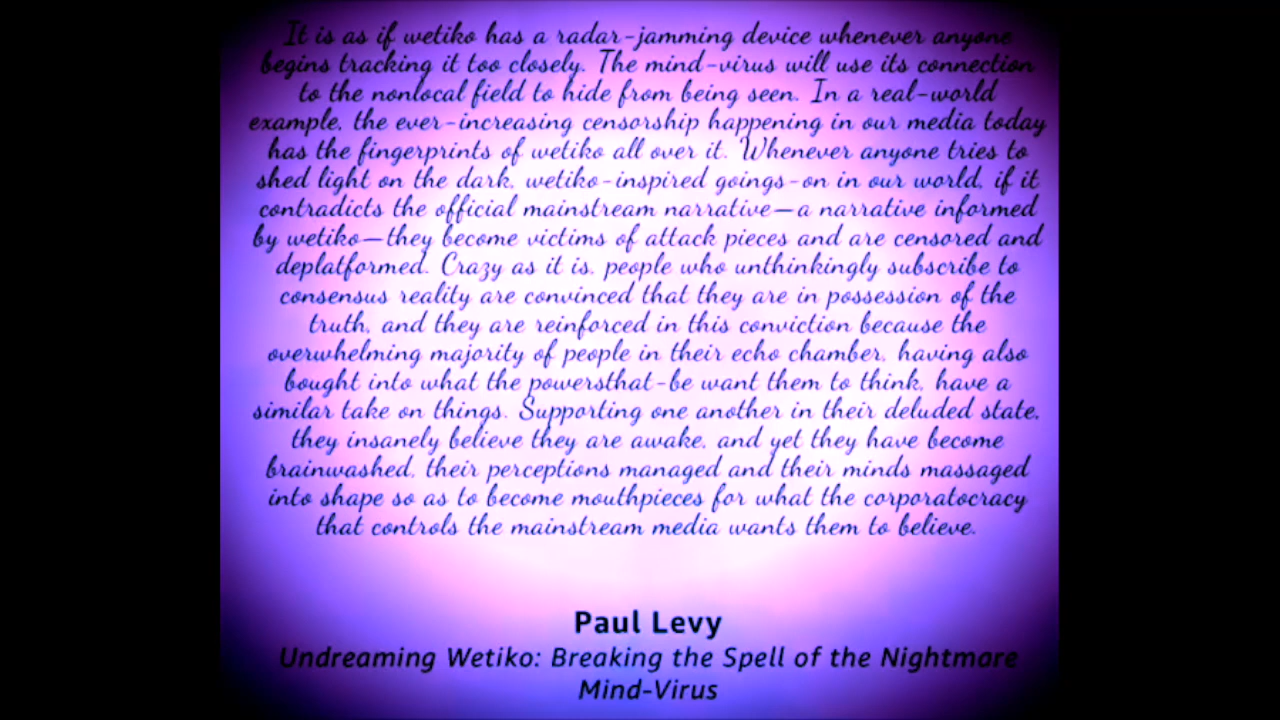 It is as if wetiko has a radar-jamming device whenever anyone
begins tracking it too closely. The mind-virus will use its connection
to the nonlocal field to hide from being seen. In a real-world
example, the ever-increasing censorship happening in our media today
has the fingerprints of wetiko all over it. Whenever anyone tries to
shed light on the dark, wetiko-inspired goings-on in our world, if it
contradicts the official mainstream narrative—a narrative informed
by wetiko—they become victims of attack pieces and are censored and
deplatformed. Crazy as it is, people who unthinkingly subscribe to
consensus reality are convinced that they are in possession of the
truth, and they are reinforced in this conviction because the
overwhelming majority of people in their echo chamber, having also
bought into what the powersthat-be want them to think, have a
similar take on things. Supporting one another in their deluded state,
they insanely believe they are awake, and yet they have become
brainwashed, their perceptions managed and their minds massaged
into shape so as to become mouthpieces for what the corporatocracy
that controls the mainstream media wants them to believe.
Paul Levy
Undreaming Wetiko: Breaking the Spell of the Nightmare
Mind-Virus